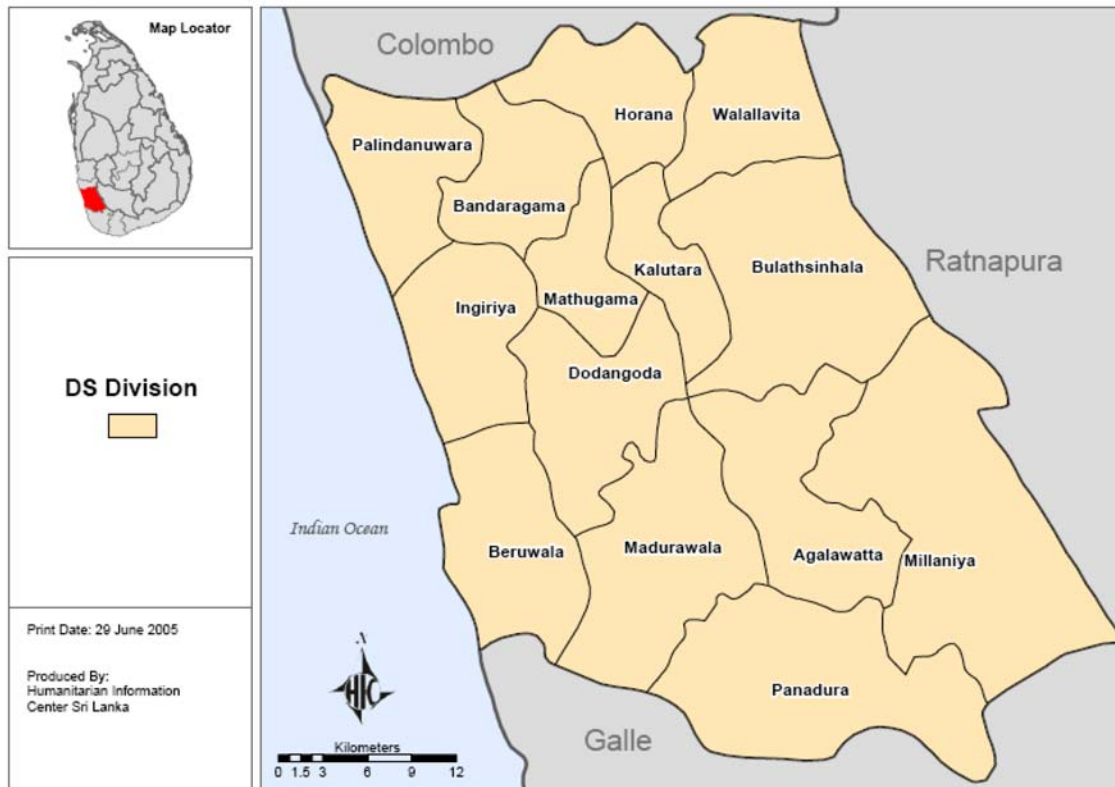 Map Locator
DS Division
Print Date: 29 June 2005
Produced By:
Humanitarian Information
Center Sri Lanka
Colombo
Horana
Walallavita
Palindanuwara
Bandaragama
Kalutara
Bulathsinhala
Ratnapura
Ingiriya
Mathugama
Dodangoda
Indian Ocean
Beruwala
Madurawala
Agalawatta
Millaniya
Panadura
Galle
N
HIC
Kilometers
0 1.5 3 6 9 12